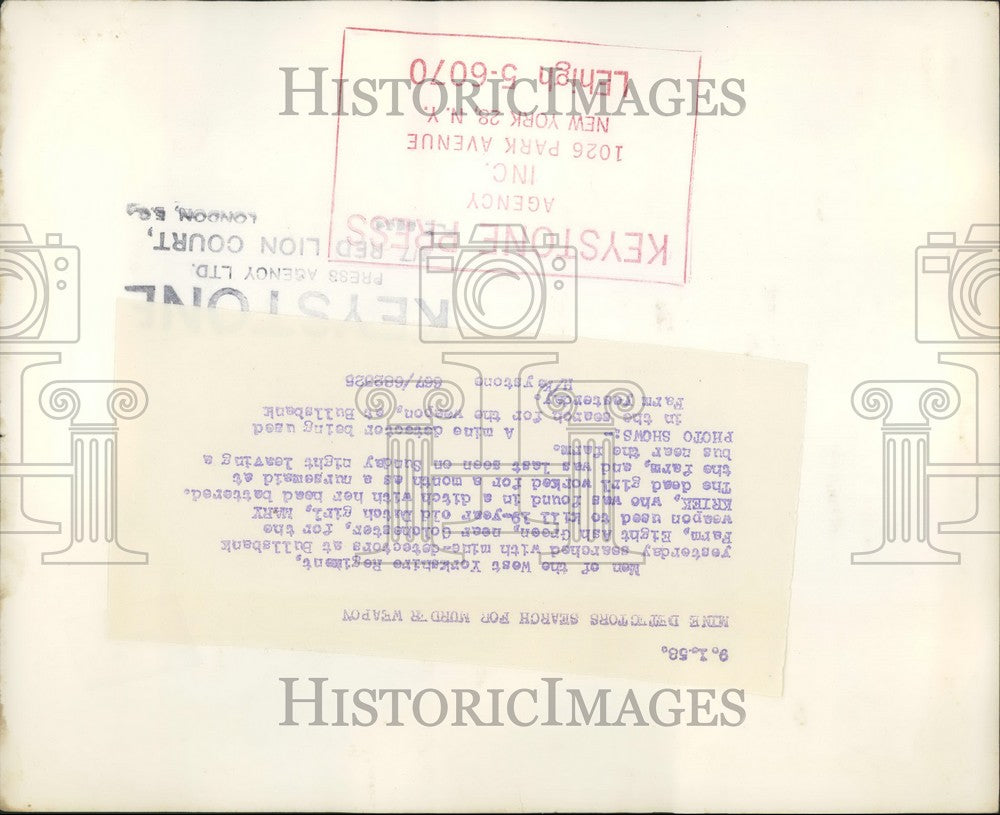 HISTORICIMAGES
KEYSTONE PRESS
AGENCY
INC.
1026 PARK AVENUE
NEW YORK 28, N. Y.
LEhigh 5-6070
KEYSTONE
PRESS AGENCY LTD.
RED LION COURT,
LONDON, E.C.
9.1.58.
MINE DETECTORS SEARCH FOR MURDER WEAPON
Men of the West Yorkshire Regiment,
yesterday searched with mine-detectors at Bullsbank
Farm, Eight Ash Green, near Colchester, for the
weapon used to kill 19-year old Dutch girl, MARY
KRIEK, who was found in a ditch with her head battered.
The dead girl worked for a month as a nursemaid at
the farm, and was last seen on Sunday night leaving a
bus near the farm.
PHOTO SHOWS:-
A mine detector being used
in the search for the weapon, at Bullsbank
Farm yesterday.
H/Keystone 667/682525
HISTORICIMAGES